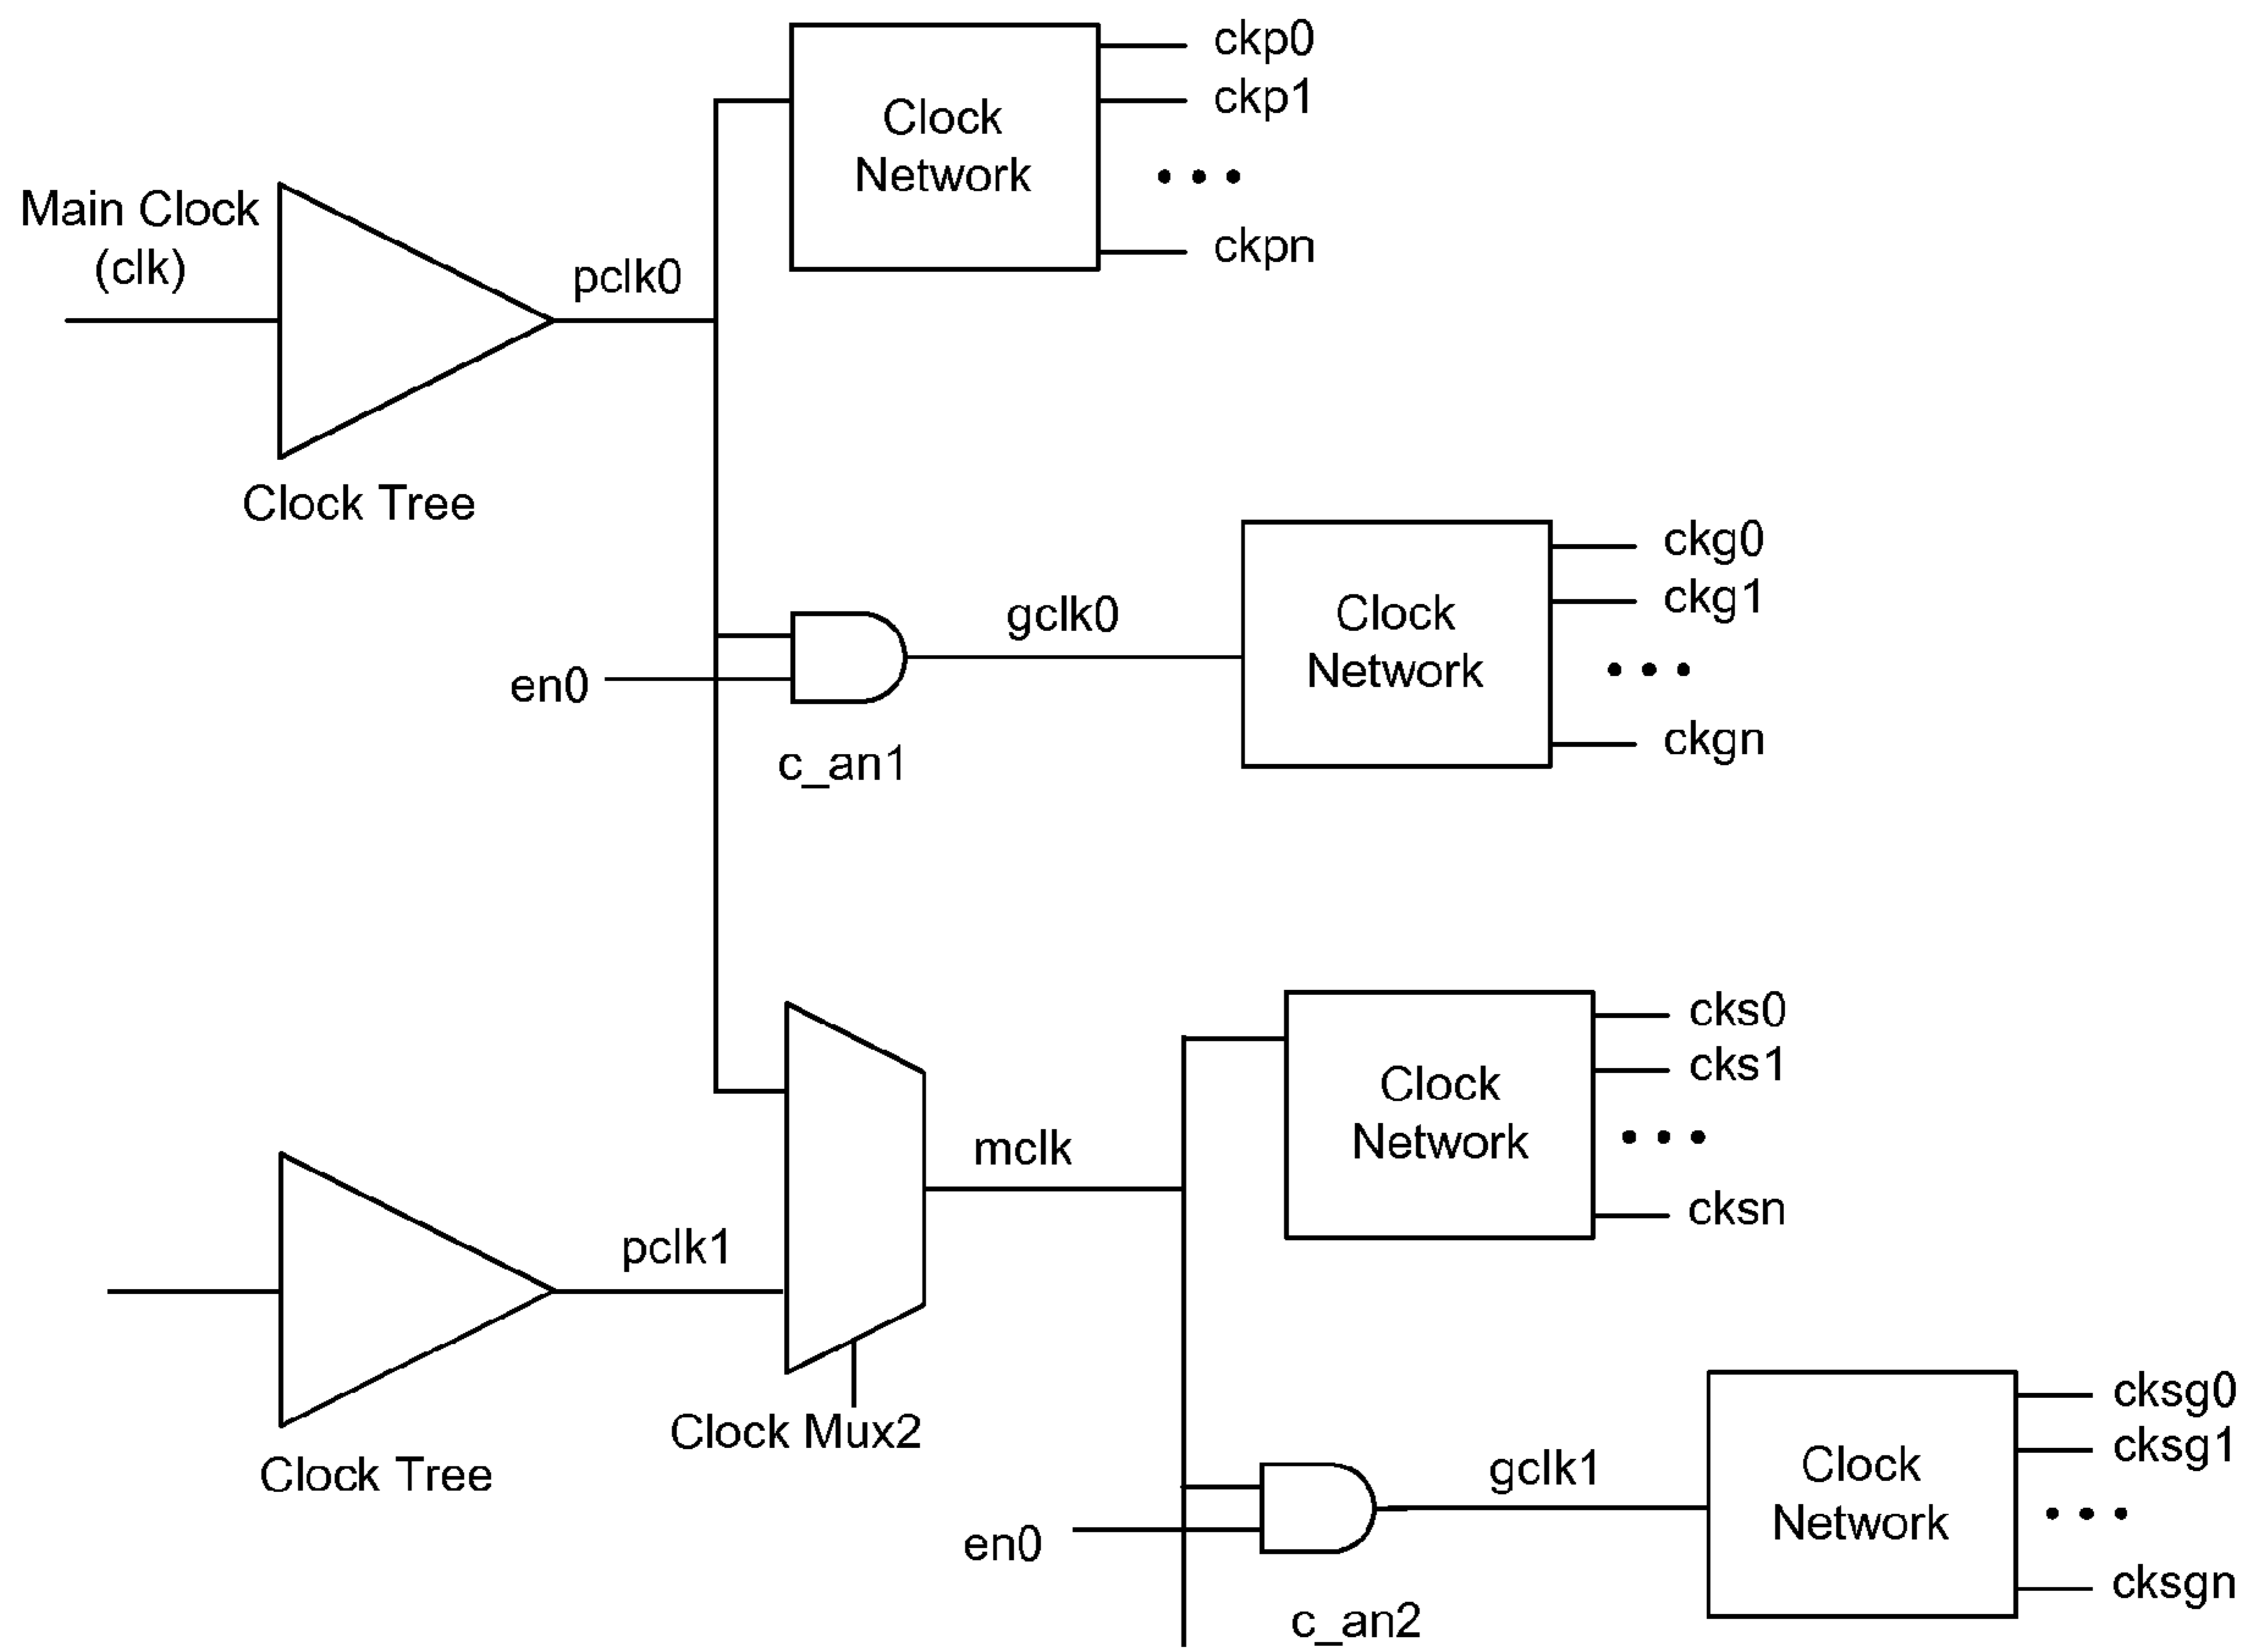 ckp0
ckp1
Clock
Network
• • •
ckpn
Main Clock
(clk)
pclk0
Clock Tree
ckg0
ckg1
Clock
Network
• • •
ckgn
gclk0
en0
c_an1
cks0
cks1
Clock
Network
• • •
cksn
mclk
pclk1
Clock Mux2
Clock Tree
cksg0
cksg1
Clock
Network
• • •
cksgn
gclk1
en0
c_an2